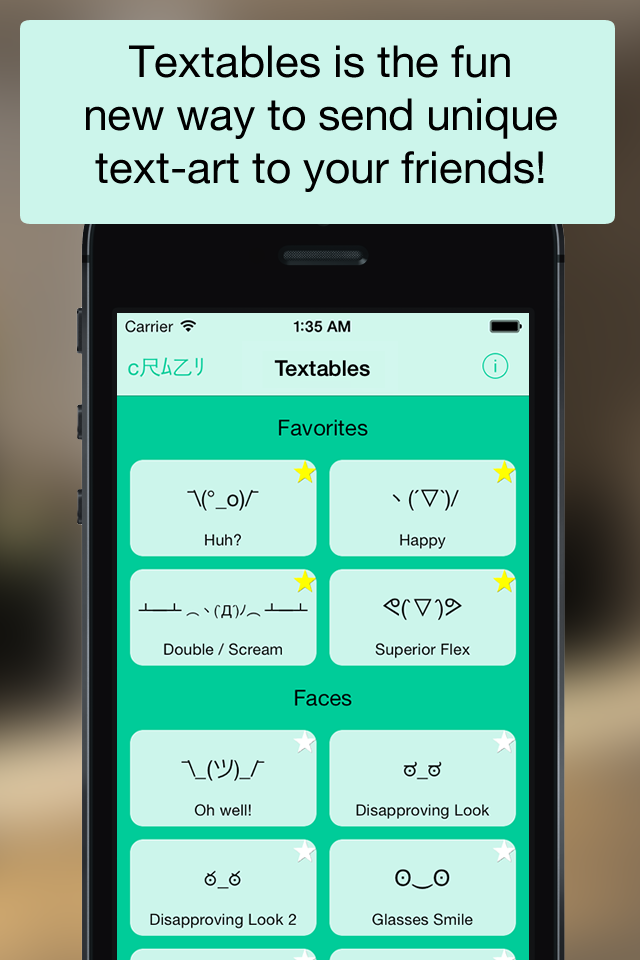 Textables is the fun
new way to send unique
text-art to your friends!
Carrier 1:35 AM
c尺ﾑ乙ﾘ Textables i
Favorites
¯\(°_o)/¯ ヽ(´▽`)/
Huh? Happy
┻━┻ ︵ヽ(`Д´)ﾉ︵ ┻━┻ ᕙ(`▽´)ᕗ
Double / Scream Superior Flex
Faces
¯\_(ツ)_/¯ ಠ_ಠ
Oh well! Disapproving Look
ర_ర ʘ‿ʘ
Disapproving Look 2 Glasses Smile